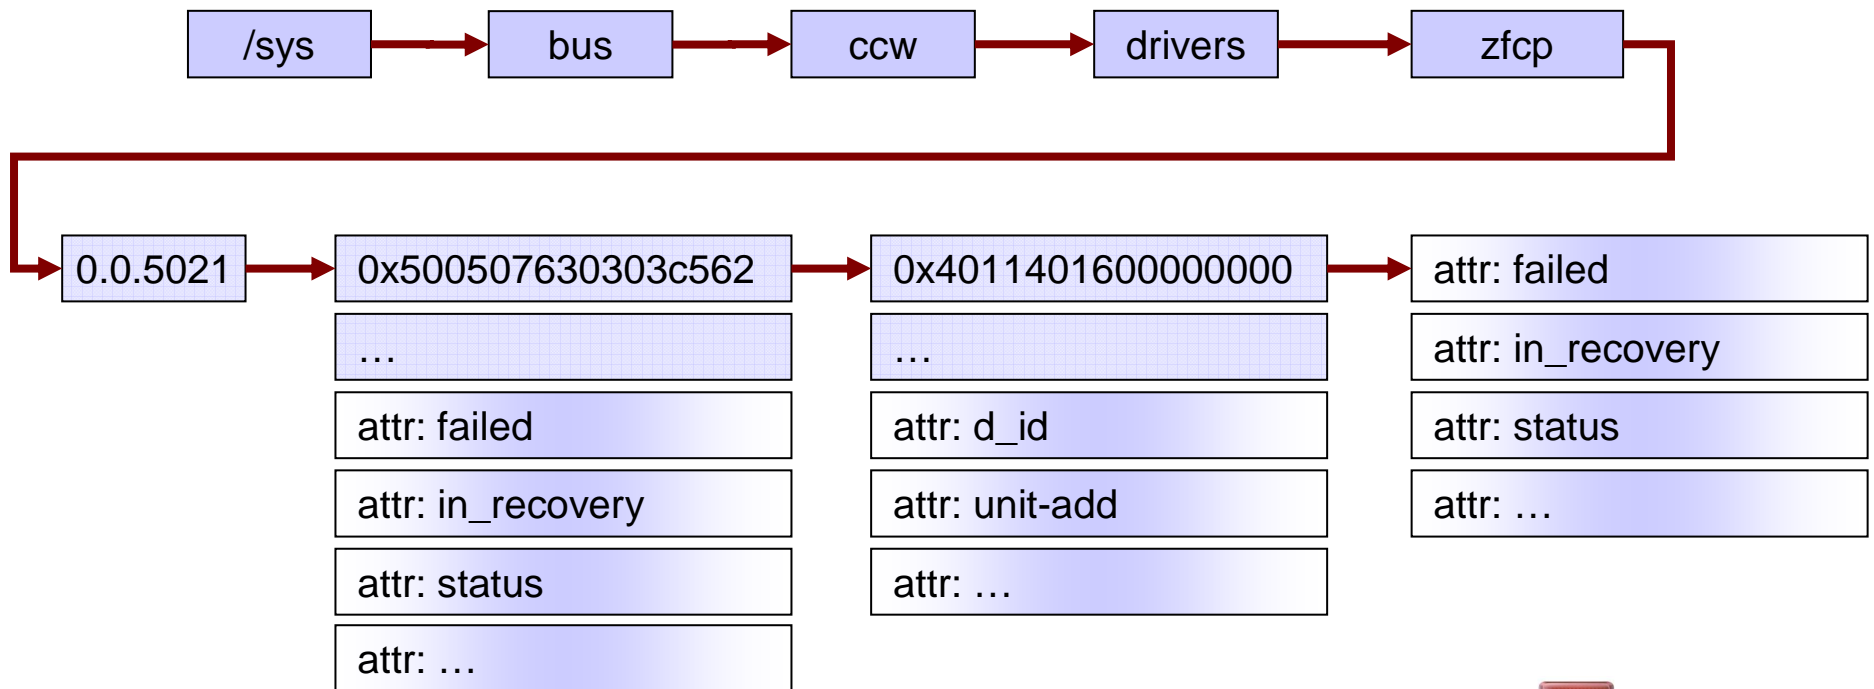 /sys bus ccw drivers zfcp
0.0.5021 0x500507630303c562 0x4011401600000000 attr: failed
… … attr: in_recovery
attr: failed attr: d_id attr: status
attr: in_recovery attr: unit-add attr: …
attr: status attr: …
attr: …